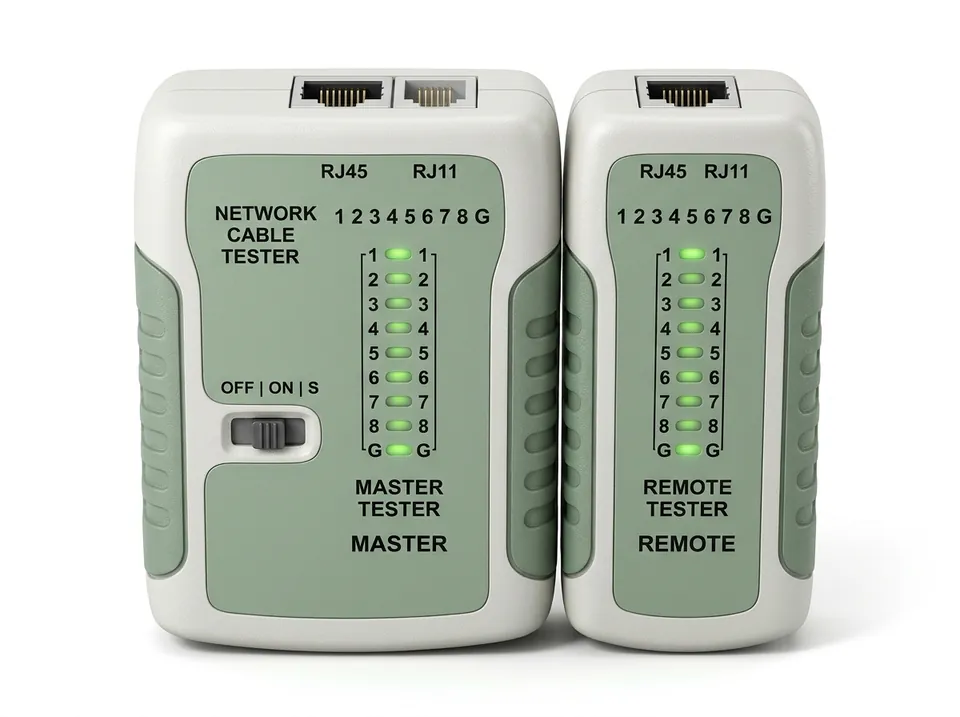 RJ45 RJ11
NETWORK
CABLE
TESTER
1 2 3 4 5 6 7 8 G
1 1
2 2
3 3
4 4
5 5
6 6
7 7
8 8
G G
OFF | ON | S
MASTER
TESTER
MASTER
RJ45 RJ11
1 2 3 4 5 6 7 8 G
1 1
2 2
3 3
4 4
5 5
6 6
7 7
8 8
G G
REMOTE
TESTER
REMOTE